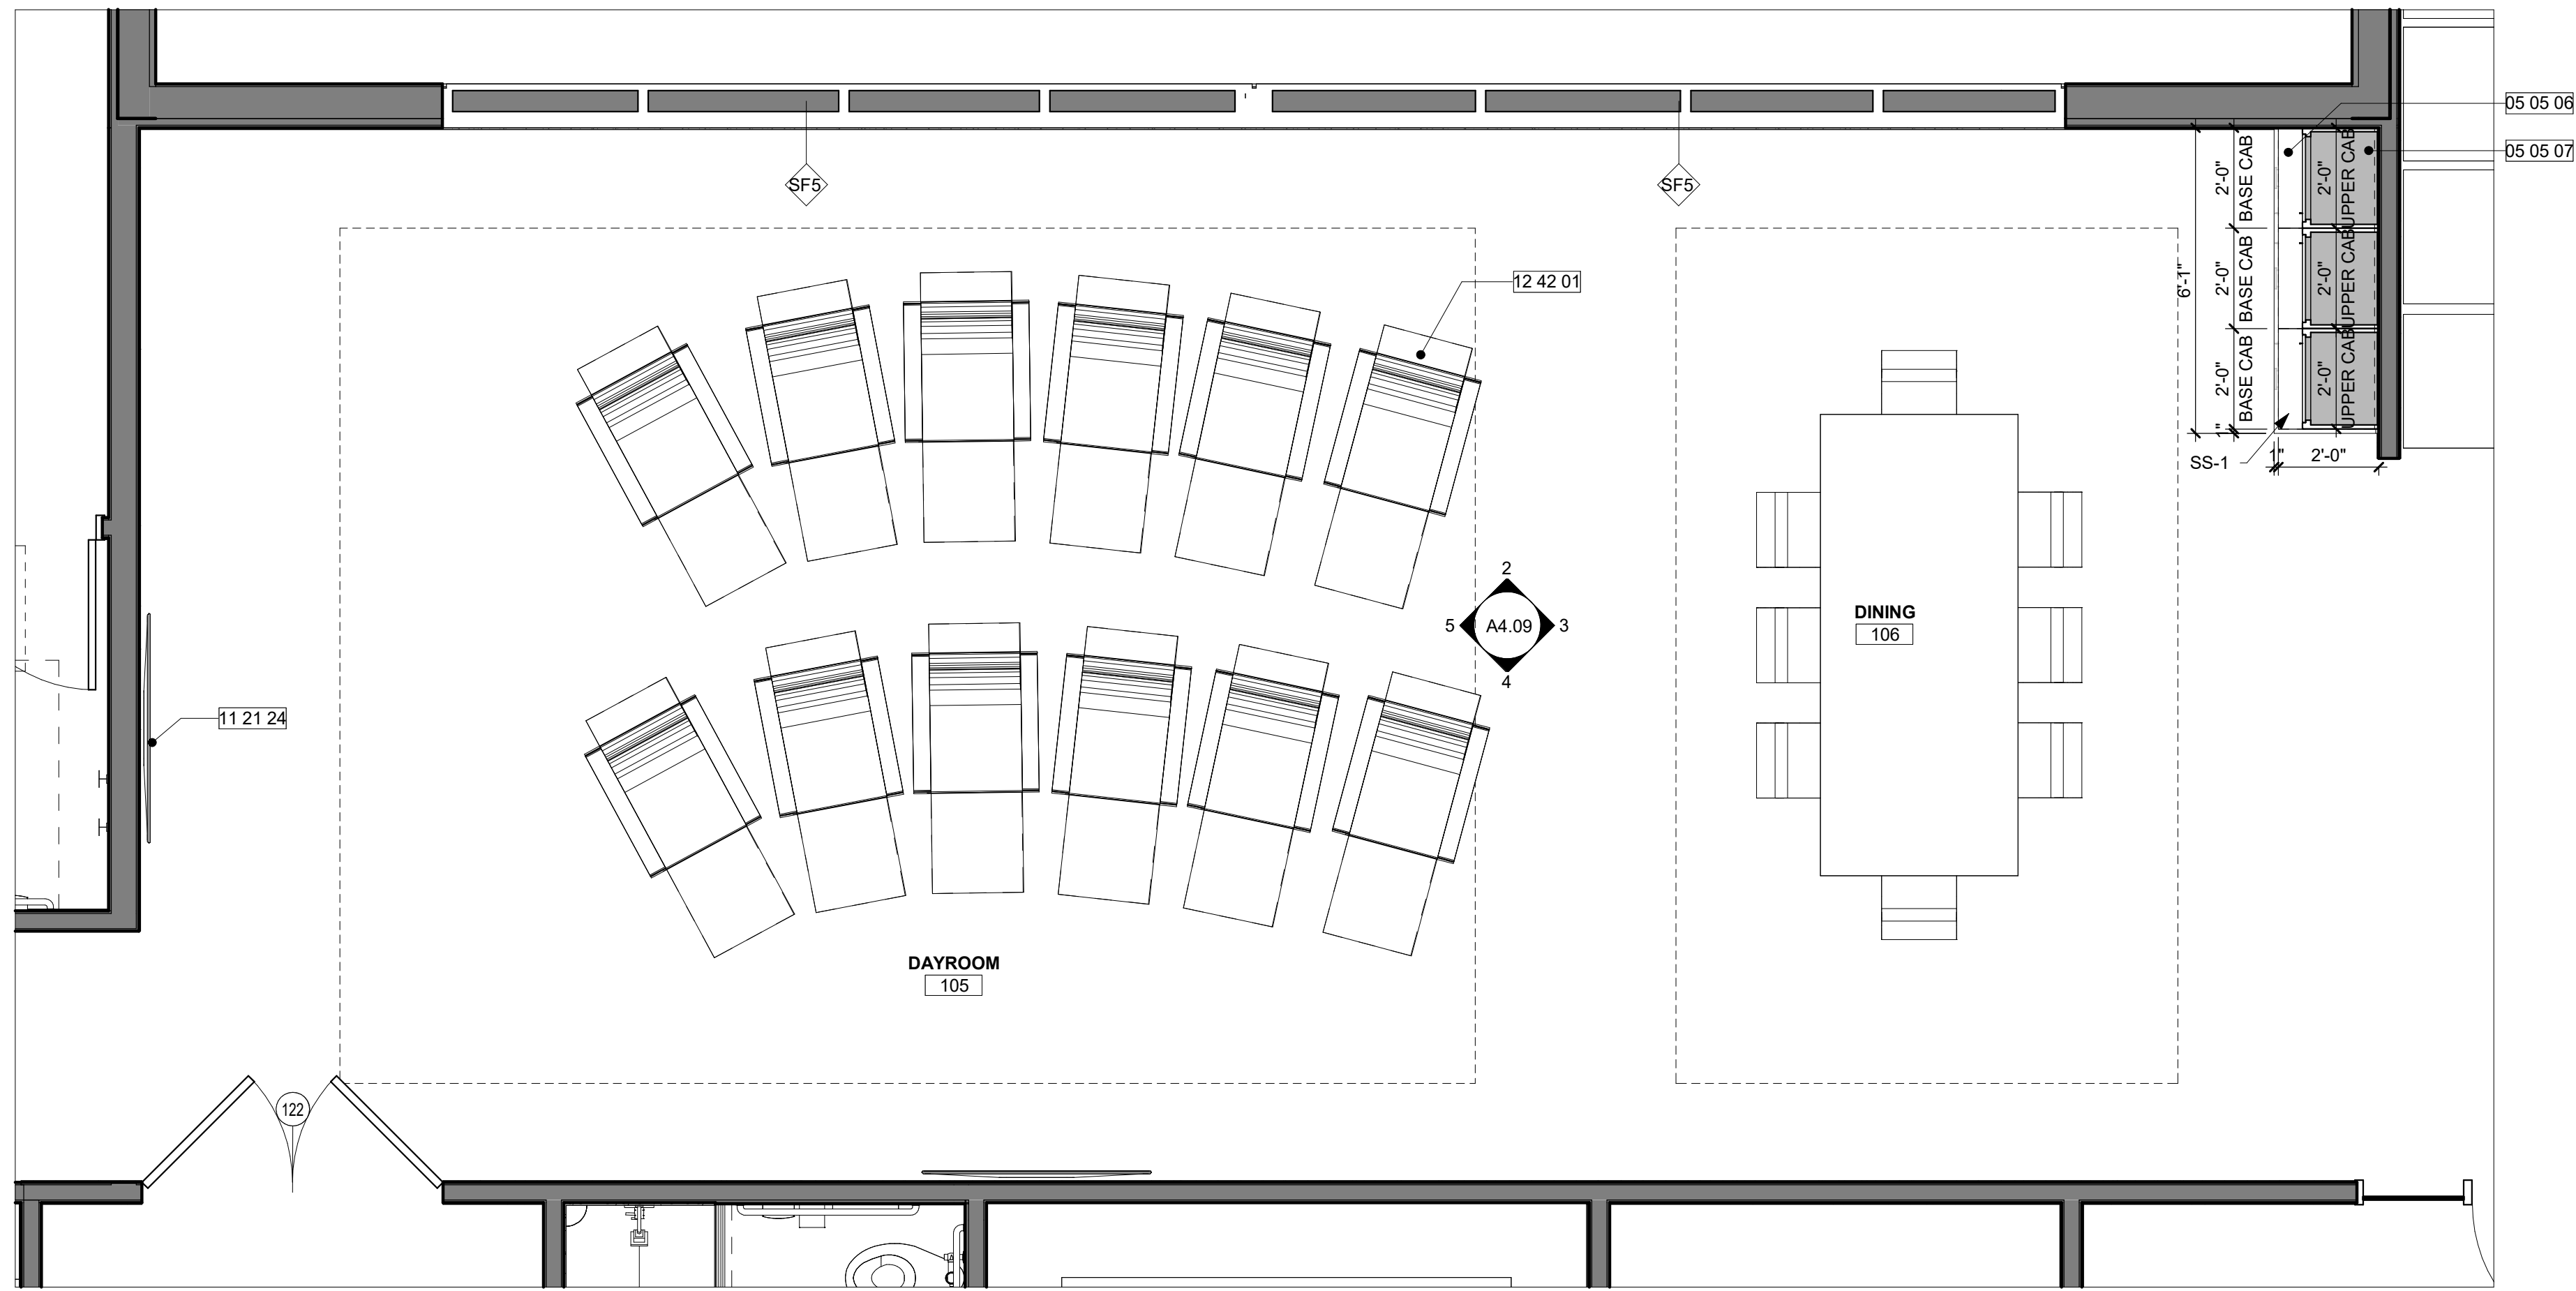 05 05 06
05 05 07
SF5
SF5
2'-0"
BASE CAB
2'-0"
UPPER CAB
2'-0"
BASE CAB
2'-0"
UPPER CAB
2'-0"
BASE CAB
2'-0"
UPPER CAB
6'-1"
1"
SS-1
1"
2'-0"
12 42 01
2
5
A4.09
3
4
DINING
106
11 21 24
DAYROOM
105
122